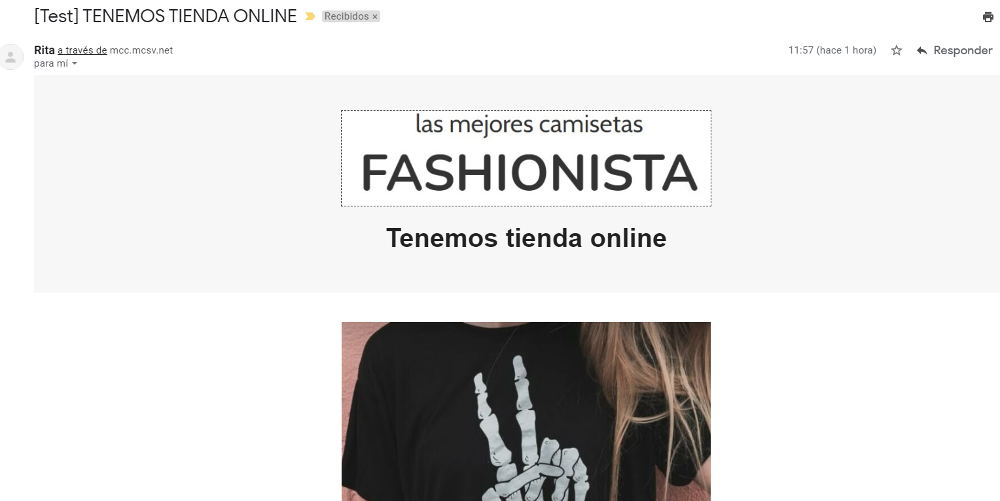 [Test] TENEMOS TIENDA ONLINE Recibidos ×
Rita a través de mcc.mcsv.net 11:57 (hace 1 hora) Responder
para mí
las mejores camisetas
FASHIONISTA
Tenemos tienda online